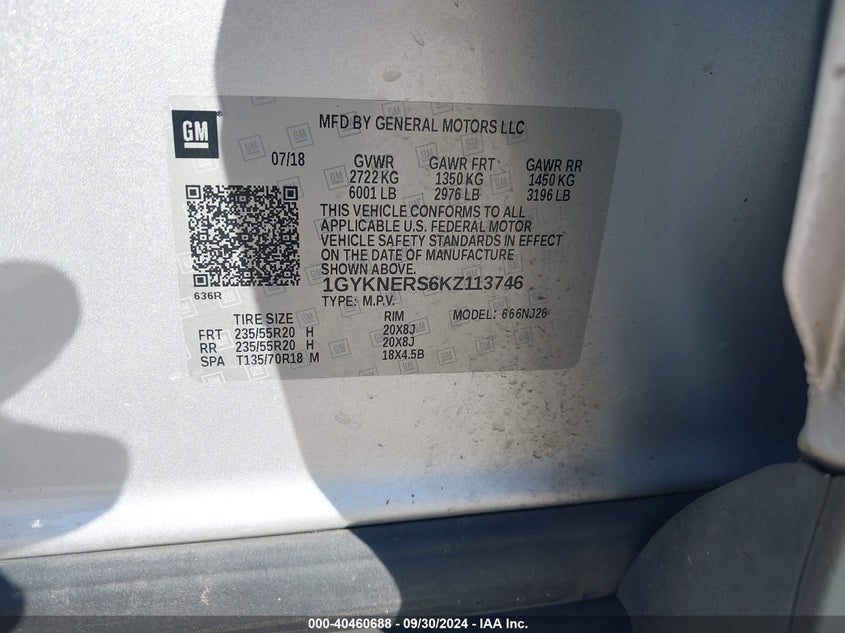 GM ®
MFD BY GENERAL MOTORS LLC
07/18 GVWR GAWR FRT GAWR RR
2722 KG 1350 KG 1450 KG
6001 LB 2976 LB 3196 LB
THIS VEHICLE CONFORMS TO ALL
APPLICABLE U.S. FEDERAL MOTOR
VEHICLE SAFETY STANDARDS IN EFFECT
ON THE DATE OF MANUFACTURE
SHOWN ABOVE.
1GYKNERS6KZ113746
636R
TYPE: M.P.V.
TIRE SIZE RIM MODEL: 666NJ26
FRT 235/55R20 H 20X8J
RR 235/55R20 H 20X8J
SPA T135/70R18 M 18X4.5B
000-40460688 - 09/30/2024 - IAA Inc.